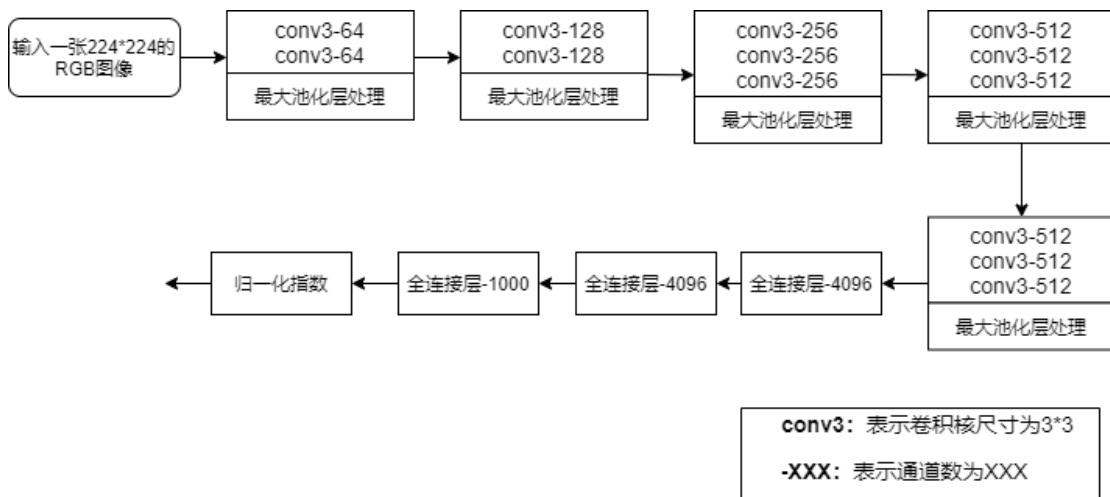 输入一张224*224的
RGB图像
conv3-64
conv3-64
最大池化层处理
conv3-128
conv3-128
最大池化层处理
conv3-256
conv3-256
conv3-256
最大池化层处理
conv3-512
conv3-512
conv3-512
最大池化层处理
conv3-512
conv3-512
conv3-512
最大池化层处理
全连接层-4096
全连接层-4096
全连接层-1000
归一化指数
conv3：表示卷积核尺寸为3*3
-XXX：表示通道数为XXX